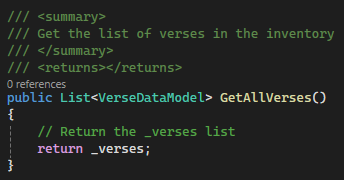 /// <summary>
/// Get the list of verses in the inventory
/// </summary>
/// <returns></returns>
0 references
public List<VerseDataModel> GetAllVerses()
{
    // Return the _verses list
    return _verses;
}